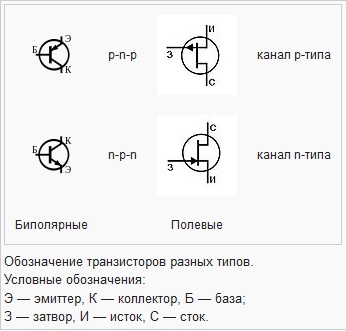 Э
Б
К
p-n-p
И
З
С
канал p-типа
К
Б
Э
n-p-n
С
З
И
канал n-типа
Биполярные Полевые
Обозначение транзисторов разных типов.
Условные обозначения:
Э — эмиттер, К — коллектор, Б — база;
З — затвор, И — исток, С — сток.